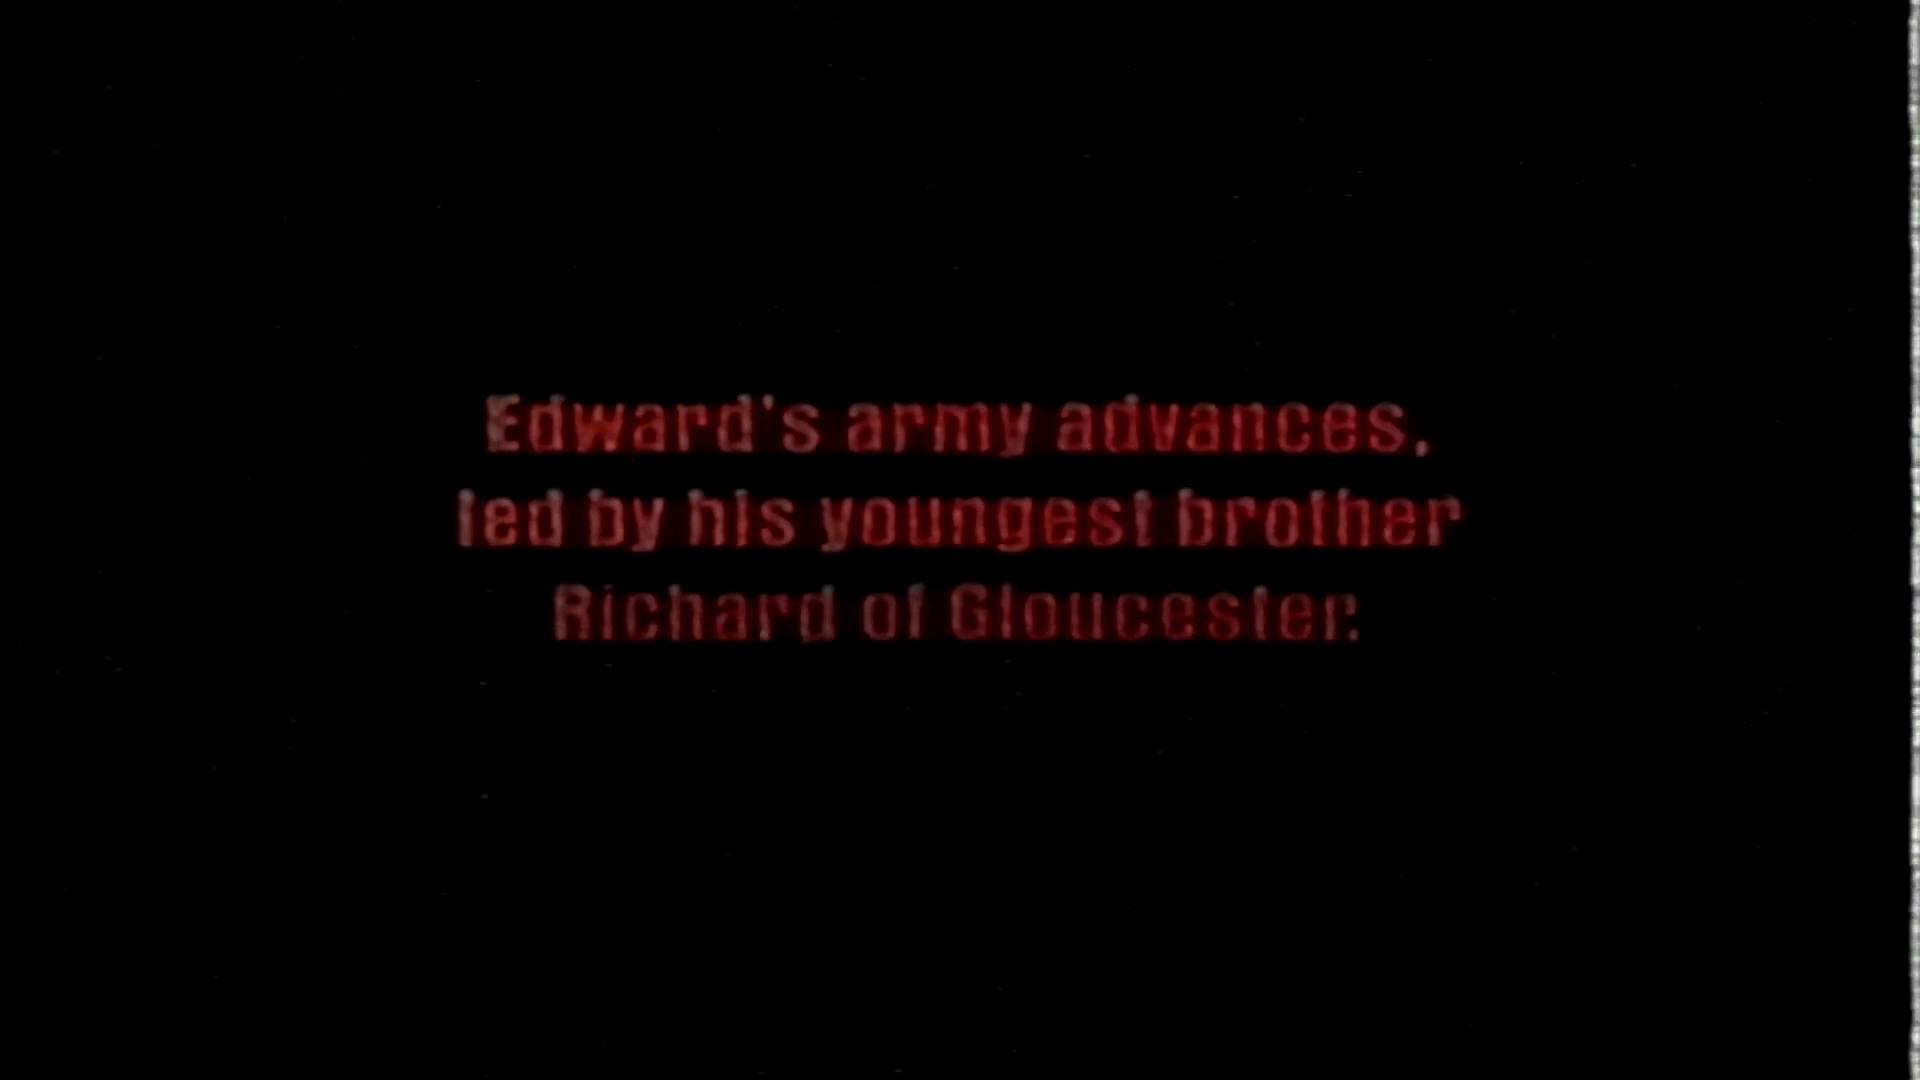 Edward's army advances,
led by his youngest brother
Richard of Gloucester.